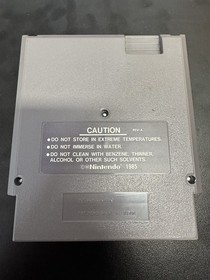 CAUTION
●DO NOT STORE IN EXTREME TEMPERATURES.
●DO NOT IMMERSE IN WATER.
●DO NOT CLEAN WITH BENZENE, THINNER,
ALCOHOL OR OTHER SUCH SOLVENTS.
©Nintendo 1985